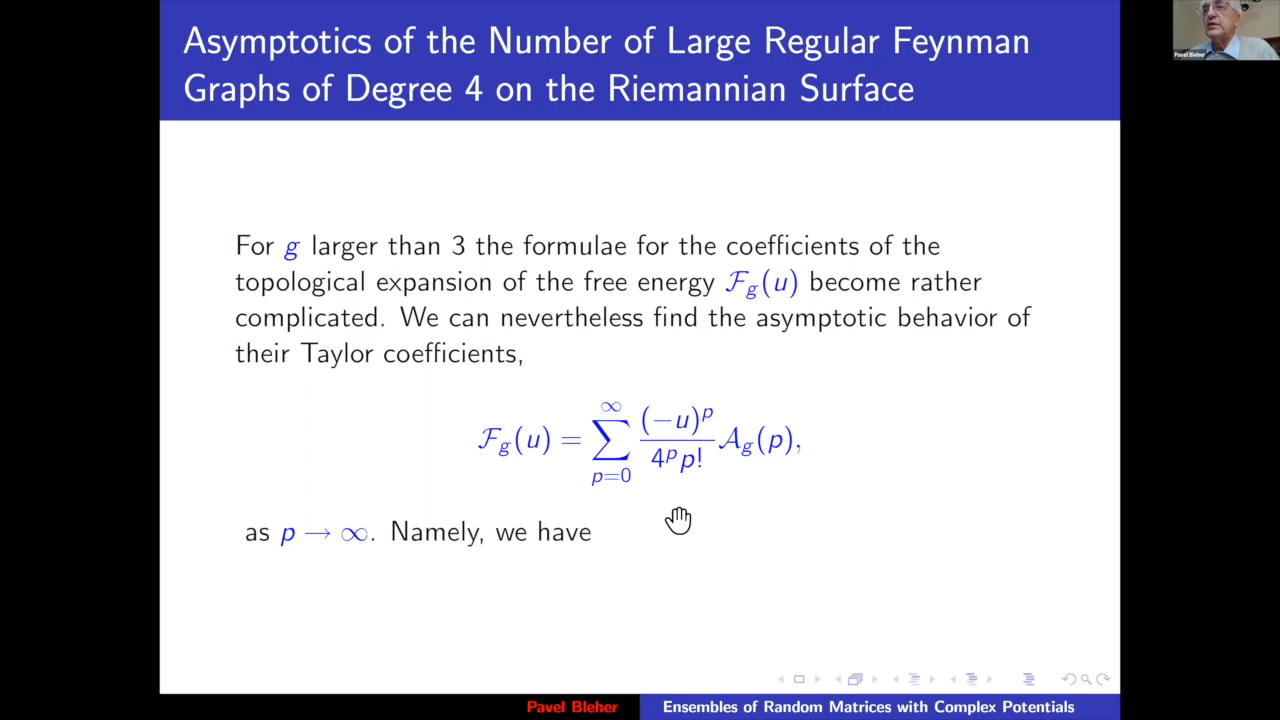 Asymptotics of the Number of Large Regular Feynman
Graphs of Degree 4 on the Riemannian Surface
Pavel Bleher
For g larger than 3 the formulae for the coefficients of the
topological expansion of the free energy 𝓕_g(u) become rather
complicated. We can nevertheless find the asymptotic behavior of
their Taylor coefficients,
𝓕_g(u) = ∑_{p=0}^{∞} \frac{(−u)^p}{4^p p!} 𝓐_g(p),
as p → ∞. Namely, we have
Pavel Bleher
Ensembles of Random Matrices with Complex Potentials